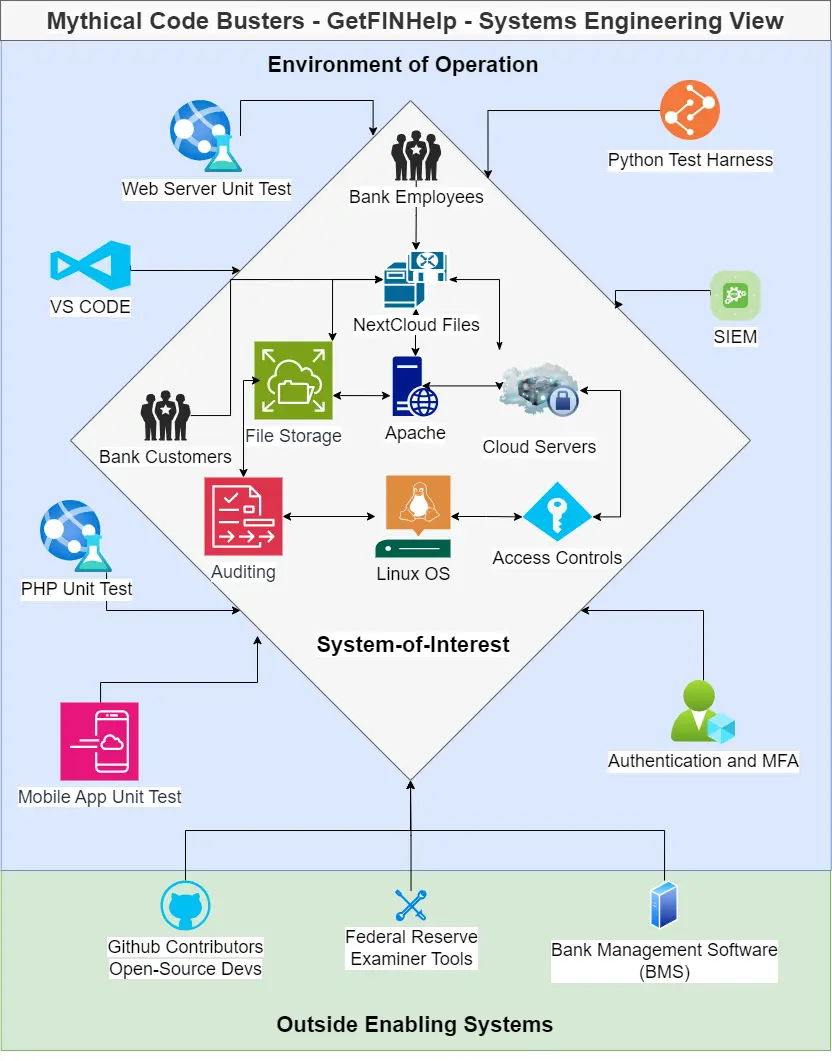 Mythical Code Busters - GetFINHelp - Systems Engineering View
Environment of Operation
Web Server Unit Test
Python Test Harness
Bank Employees
VS CODE
NextCloud Files
SIEM
File Storage
Apache
Cloud Servers
Bank Customers
Auditing
Linux OS
Access Controls
PHP Unit Test
System-of-Interest
Authentication and MFA
Mobile App Unit Test
Github Contributors
Open-Source Devs
Federal Reserve
Examiner Tools
Bank Management Software
(BMS)
Outside Enabling Systems